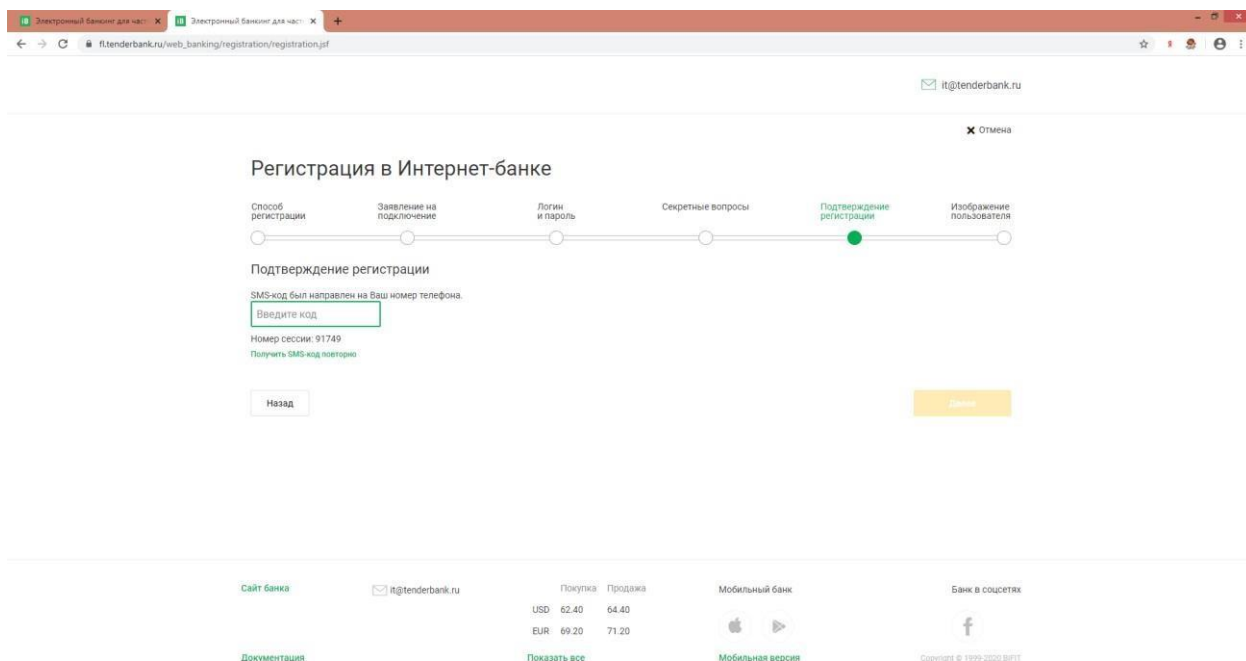 Электронный банкинг для част
Электронный банкинг для част
fl.tenderbank.ru/web_banking/registration/registration.jsf
it@tenderbank.ru
Отмена
Регистрация в Интернет-банке
Способ регистрации
Заявление на подключение
Логин и пароль
Секретные вопросы
Подтверждение регистрации
Изображение пользователя
Подтверждение регистрации
SMS-код был направлен на Ваш номер телефона.
Введите код
Номер сессии: 91749
Получить SMS-код повторно
Назад
Далее
Сайт банка
it@tenderbank.ru
Покупка Продажа
USD 62.40 64.40
EUR 69.20 71.20
Мобильный банк
Банк в соцсетях
Документация
Показать все
Мобильная версия
Copyright © 1999-2020 BIFIT